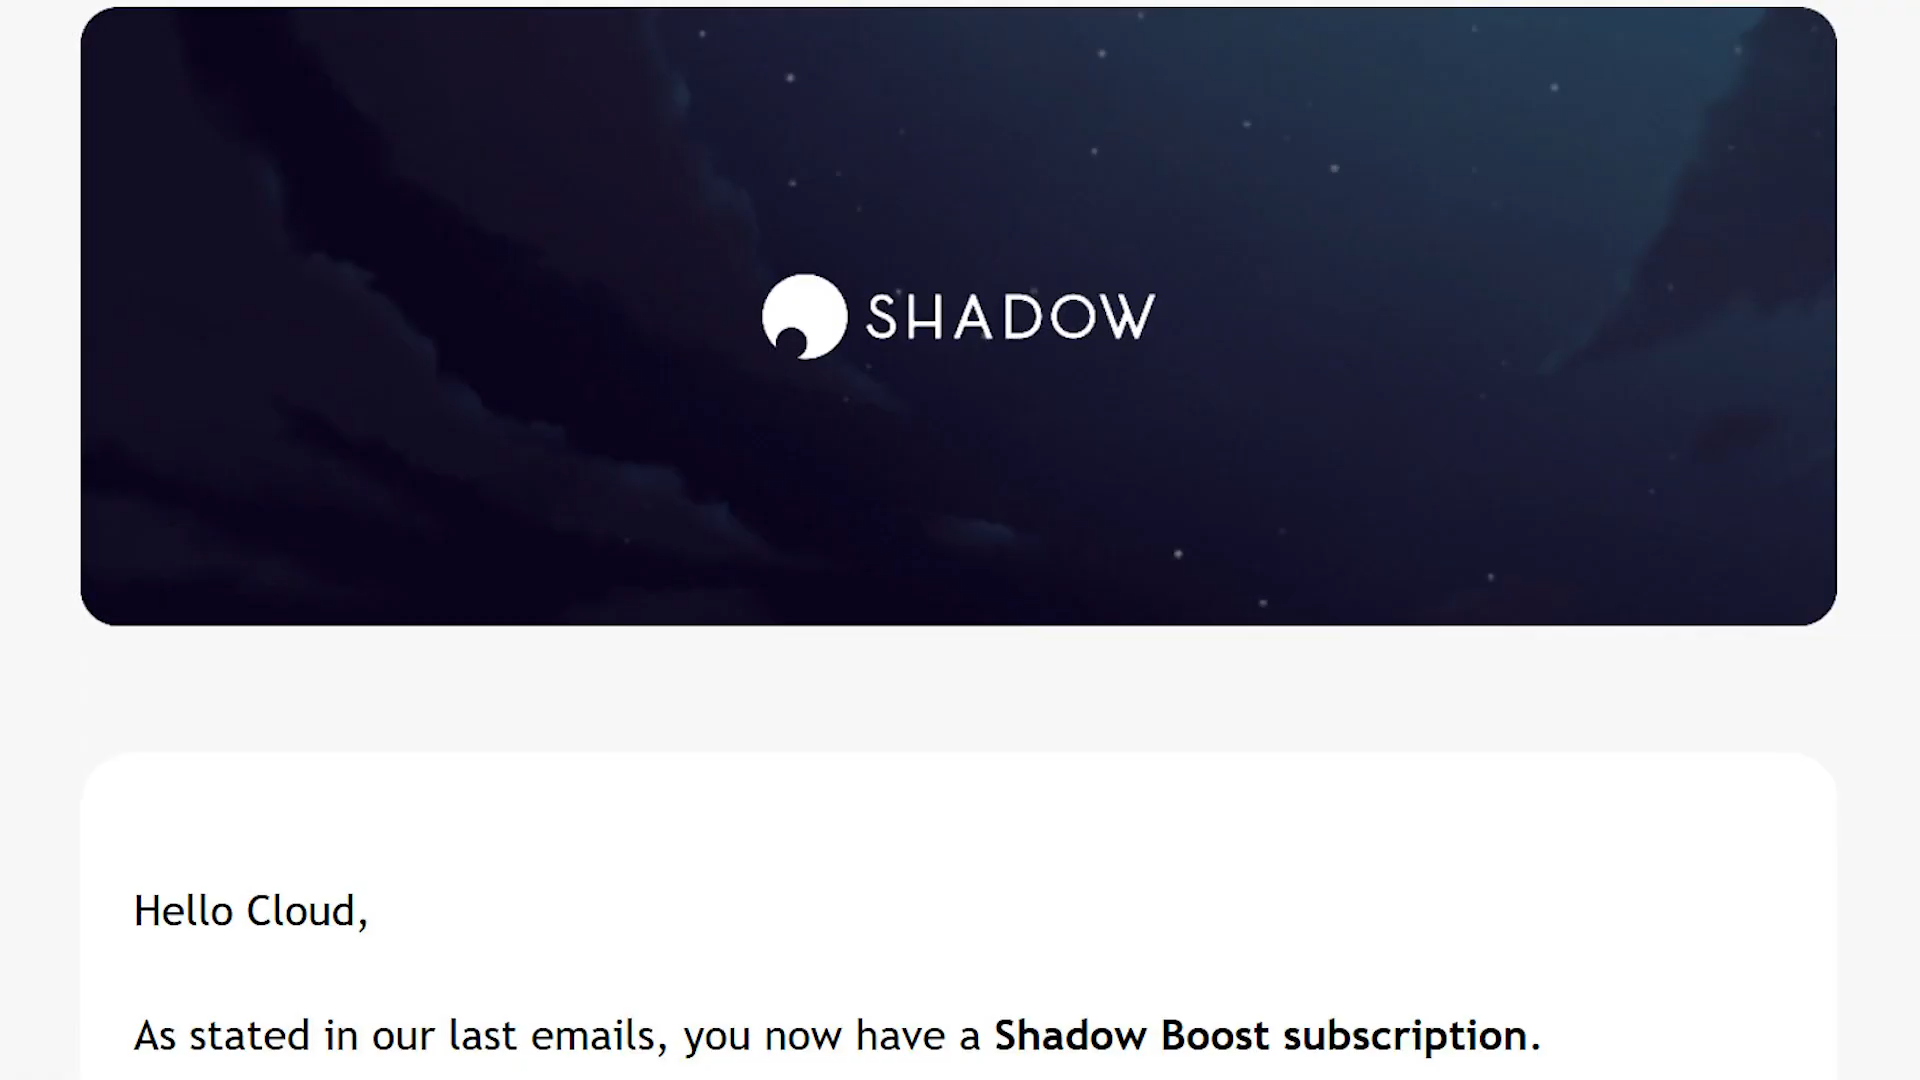 SHADOW
Hello Cloud,
As stated in our last emails, you now have a Shadow Boost subscription.